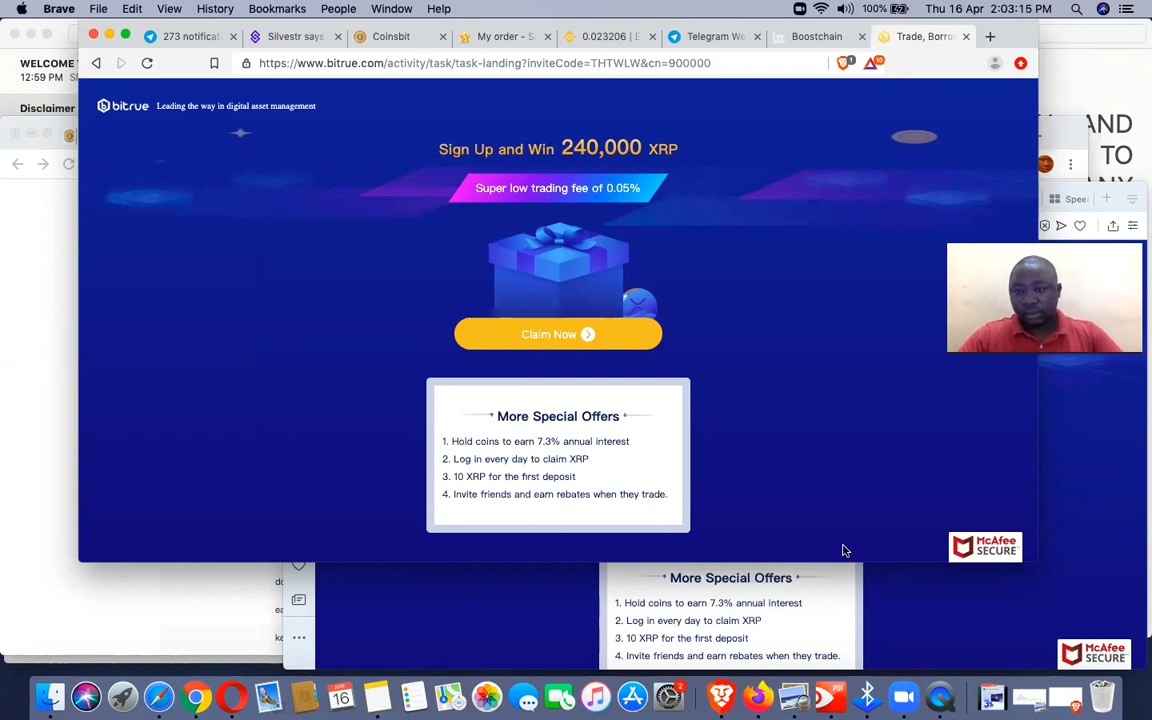 Brave File Edit View History Bookmarks People Window Help 100% Thu 16 Apr 2:03:15 PM
273 notificat Silvestr says Coinsbit My order - S 0.023206 | E Telegram We Boostchain Trade, Borro
https://www.bitrue.com/activity/task/task-landing?inviteCode=THTWLW&cn=900000
1
10
WELCOME
12:59 PM
Disclaimer
bitrue Leading the way in digital asset management
Sign Up and Win 240,000 XRP
Super low trading fee of 0.05%
Claim Now
More Special Offers
1. Hold coins to earn 7.3% annual interest
2. Log in every day to claim XRP
3. 10 XRP for the first deposit
4. Invite friends and earn rebates when they trade.
McAfee
SECURE
AND
TO
Speed
More Special Offers
1. Hold coins to earn 7.3% annual interest
2. Log in every day to claim XRP
3. 10 XRP for the first deposit
4. Invite friends and earn rebates when they trade.
McAfee
SECURE
APR
16
2
PDF